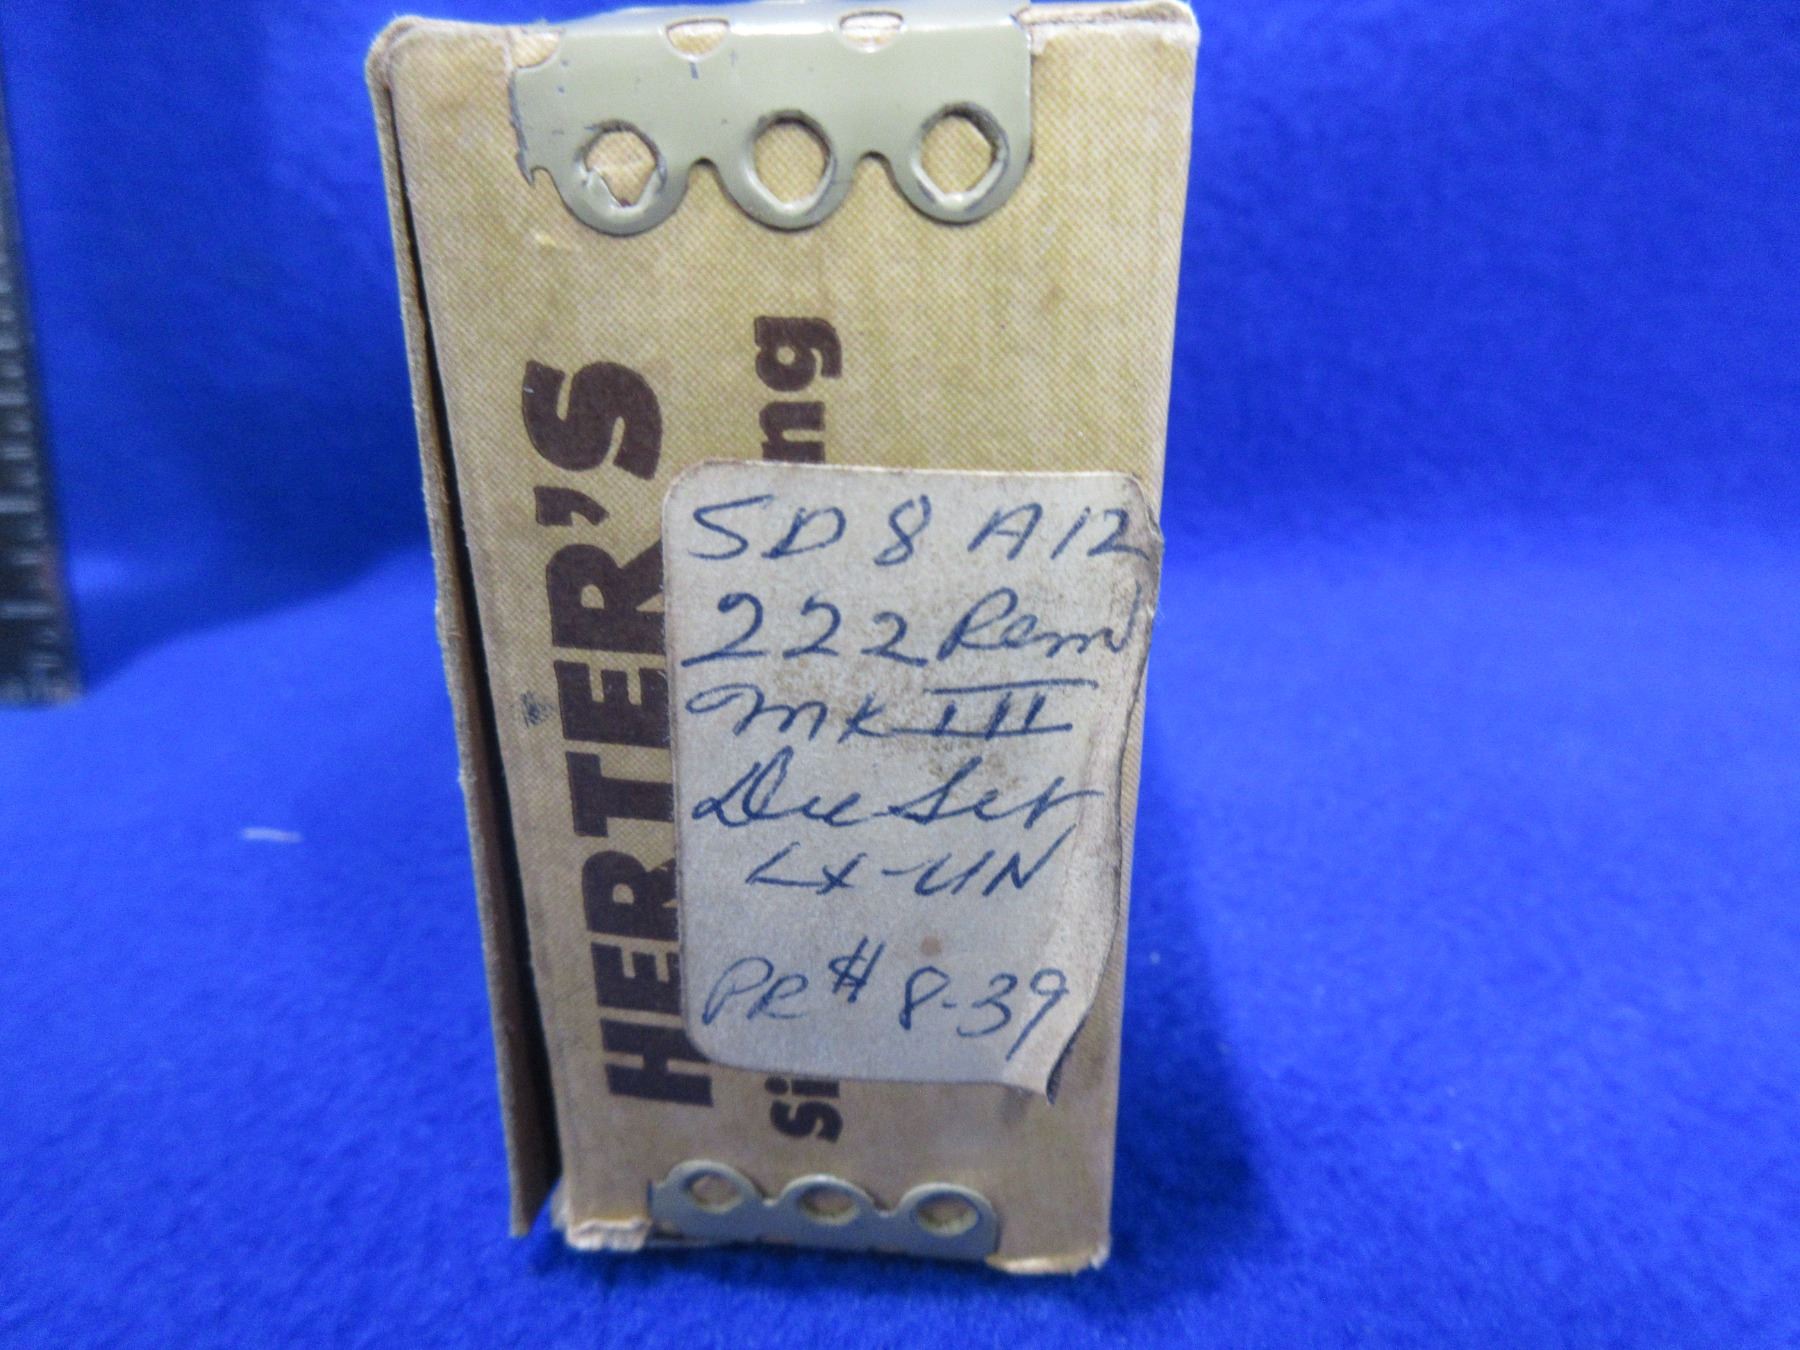 HERTER'S
Si
ng
SD 8 A12
222 Rem
MK III
Die Set
LX-UN
PR # 8-39